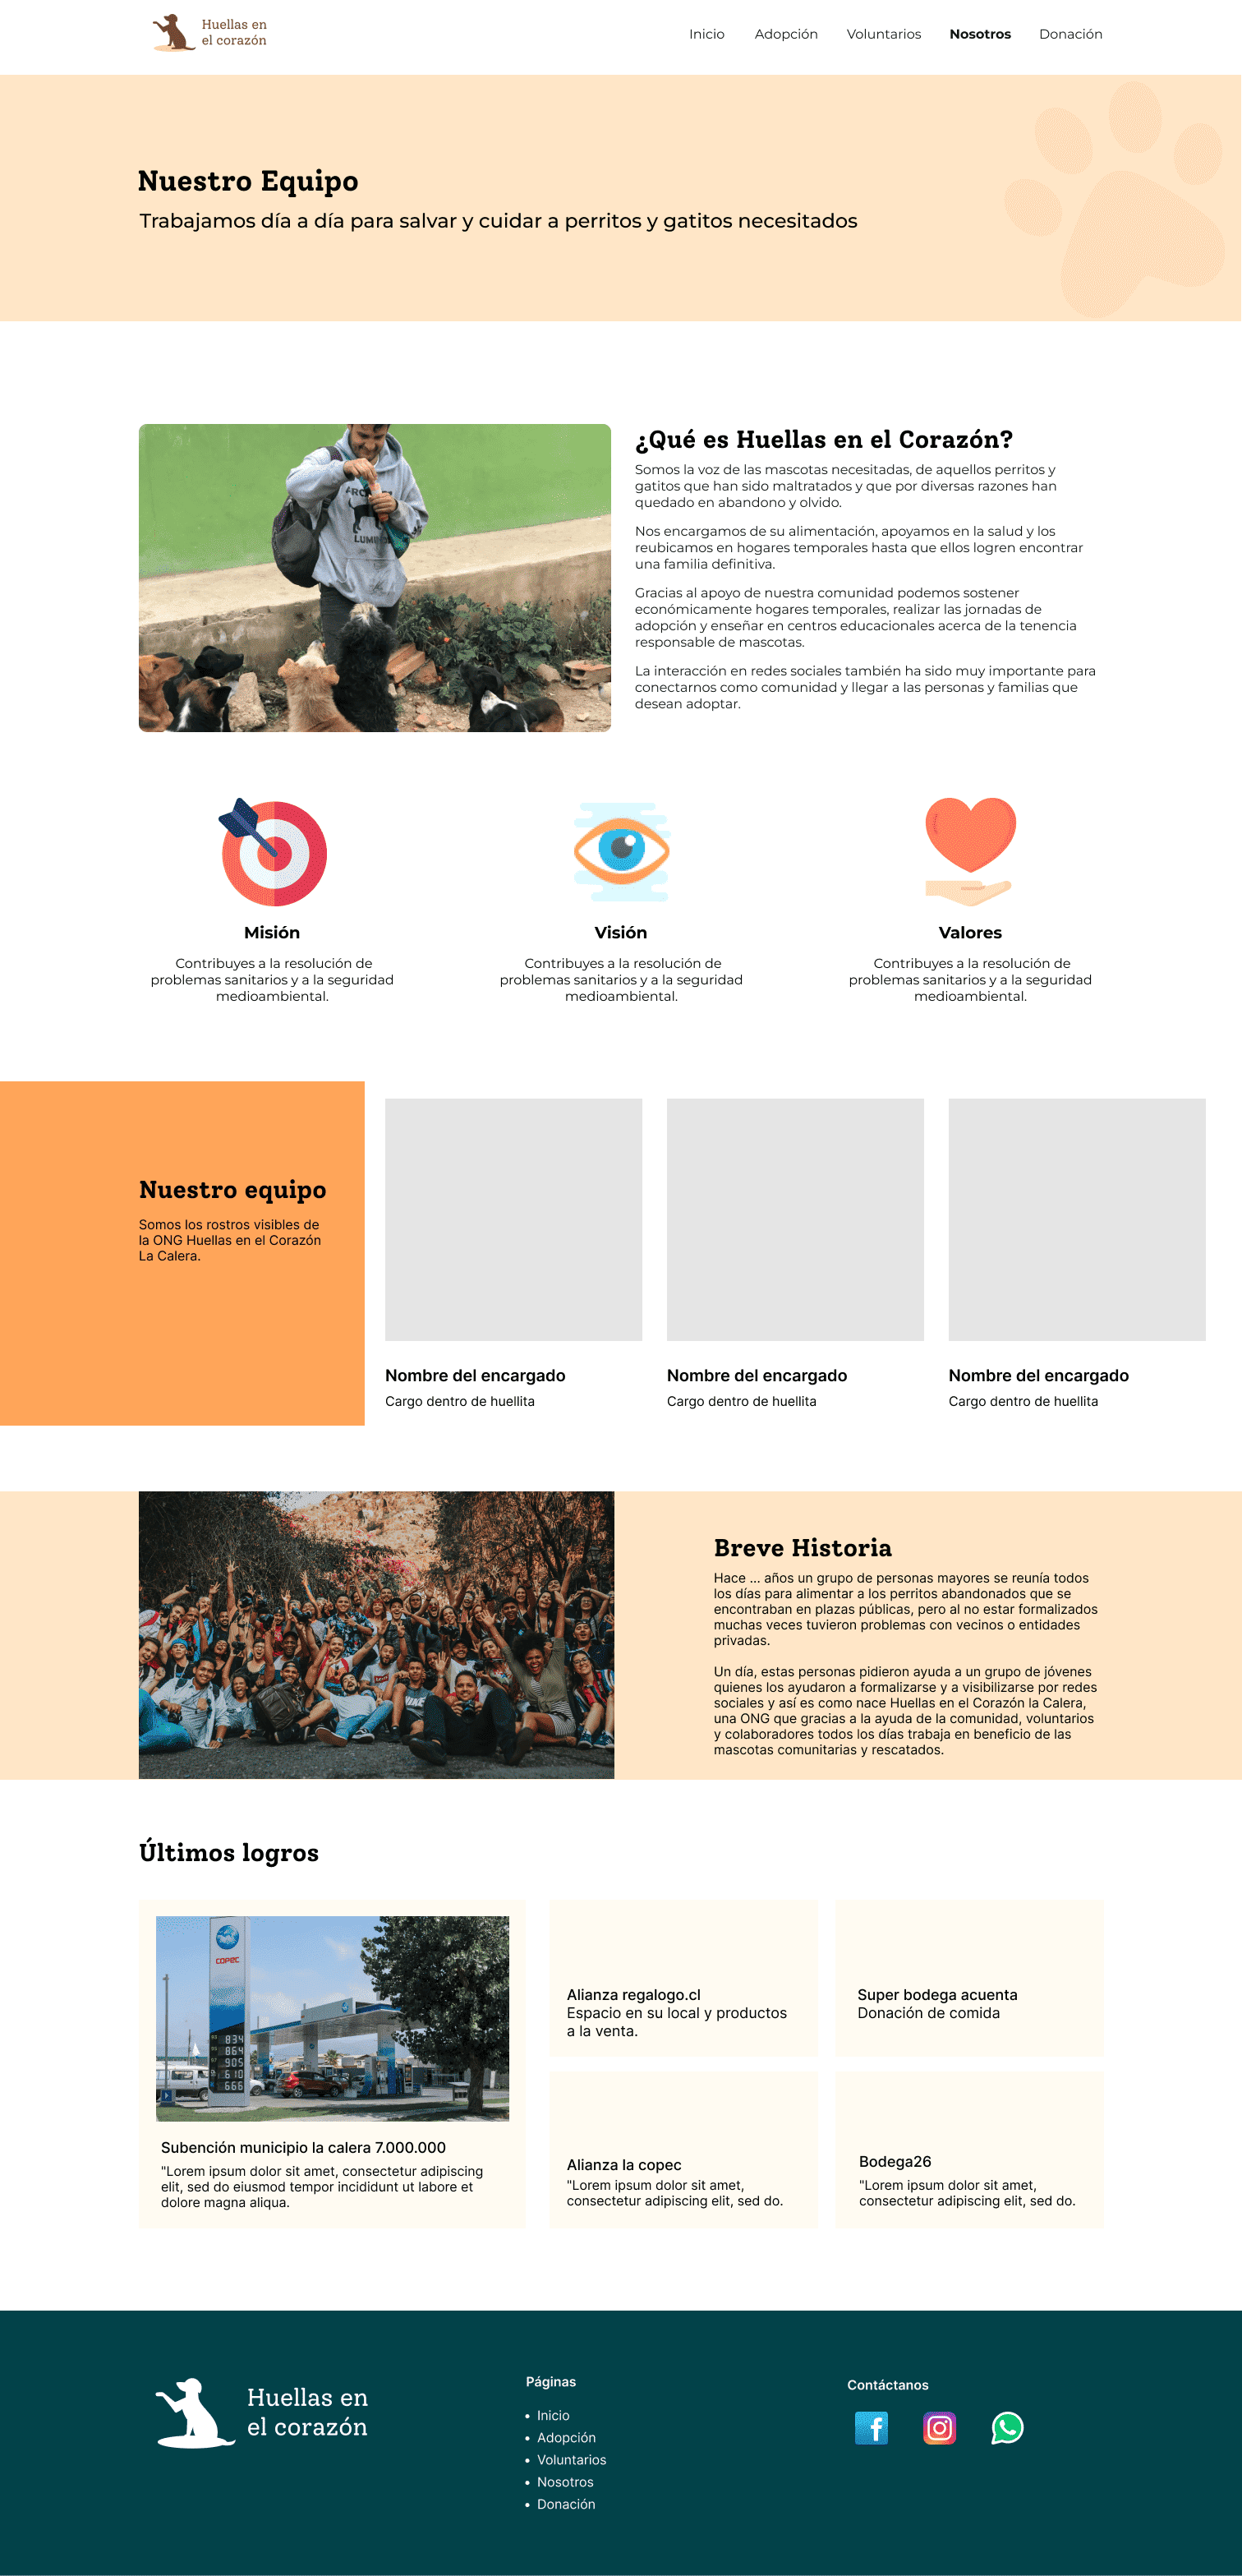 Huellas en
el corazón
Inicio Adopción Voluntarios Nosotros Donación
Nuestro Equipo
Trabajamos día a día para salvar y cuidar a perritos y gatitos necesitados
¿Qué es Huellas en el Corazón?
Somos la voz de las mascotas necesitadas, de aquellos perritos y
gatitos que han sido maltratados y que por diversas razones han
quedado en abandono y olvido.
Nos encargamos de su alimentación, apoyamos en la salud y los
reubicamos en hogares temporales hasta que ellos logren encontrar
una familia definitiva.
Gracias al apoyo de nuestra comunidad podemos sostener
económicamente hogares temporales, realizar las jornadas de
adopción y enseñar en centros educacionales acerca de la tenencia
responsable de mascotas.
La interacción en redes sociales también ha sido muy importante para
conectarnos como comunidad y llegar a las personas y familias que
desean adoptar.
Misión
Contribuyes a la resolución de
problemas sanitarios y a la seguridad
medioambiental.
Visión
Contribuyes a la resolución de
problemas sanitarios y a la seguridad
medioambiental.
Valores
Contribuyes a la resolución de
problemas sanitarios y a la seguridad
medioambiental.
Nuestro equipo
Somos los rostros visibles de
la ONG Huellas en el Corazón
La Calera.
Nombre del encargado
Cargo dentro de huellita
Nombre del encargado
Cargo dentro de huellita
Nombre del encargado
Cargo dentro de huellita
Breve Historia
Hace ... años un grupo de personas mayores se reunía todos
los días para alimentar a los perritos abandonados que se
encontraban en plazas públicas, pero al no estar formalizados
muchas veces tuvieron problemas con vecinos o entidades
privadas.
Un día, estas personas pidieron ayuda a un grupo de jóvenes
quienes los ayudaron a formalizarse y a visibilizarse por redes
sociales y así es como nace Huellas en el Corazón la Calera,
una ONG que gracias a la ayuda de la comunidad, voluntarios
y colaboradores todos los días trabaja en beneficio de las
mascotas comunitarias y rescatados.
Últimos logros
COPEC
834
864
905
610
666
Subención municipio la calera 7.000.000
"Lorem ipsum dolor sit amet, consectetur adipiscing
elit, sed do eiusmod tempor incididunt ut labore et
dolore magna aliqua.
Alianza regalogo.cl
Espacio en su local y productos
a la venta.
Super bodega acuenta
Donación de comida
Alianza la copec
"Lorem ipsum dolor sit amet,
consectetur adipiscing elit, sed do.
Bodega26
"Lorem ipsum dolor sit amet,
consectetur adipiscing elit, sed do.
Huellas en
el corazón
Páginas
• Inicio
• Adopción
• Voluntarios
• Nosotros
• Donación
Contáctanos